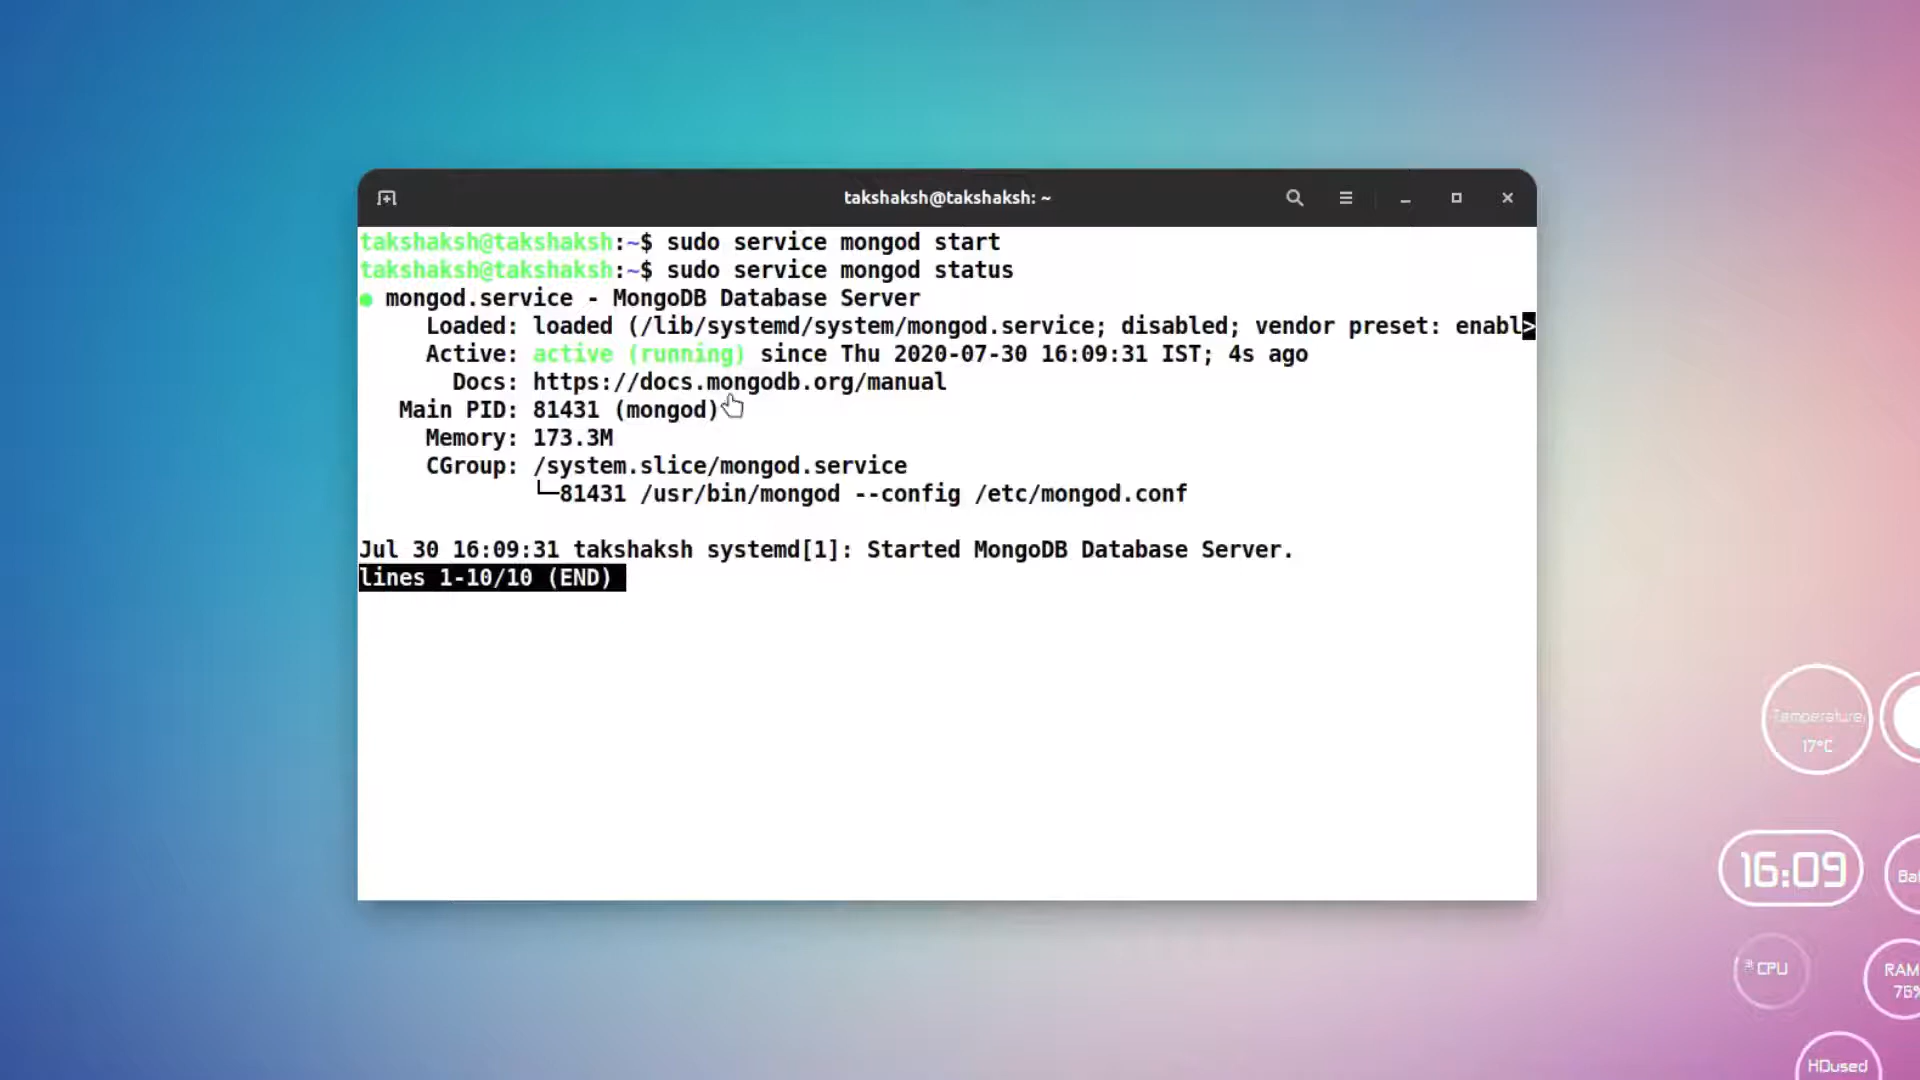 takshaksh@takshaksh: ~
takshaksh@takshaksh:~$ sudo service mongod start
takshaksh@takshaksh:~$ sudo service mongod status
● mongod.service - MongoDB Database Server
Loaded: loaded (/lib/systemd/system/mongod.service; disabled; vendor preset: enabl>
Active: active (running) since Thu 2020-07-30 16:09:31 IST; 4s ago
Docs: https://docs.mongodb.org/manual
Main PID: 81431 (mongod)
Memory: 173.3M
CGroup: /system.slice/mongod.service
└─81431 /usr/bin/mongod --config /etc/mongod.conf
Jul 30 16:09:31 takshaksh systemd[1]: Started MongoDB Database Server.
lines 1-10/10 (END)
Temperature
17°C
16:09
CPU
RAM
HDused